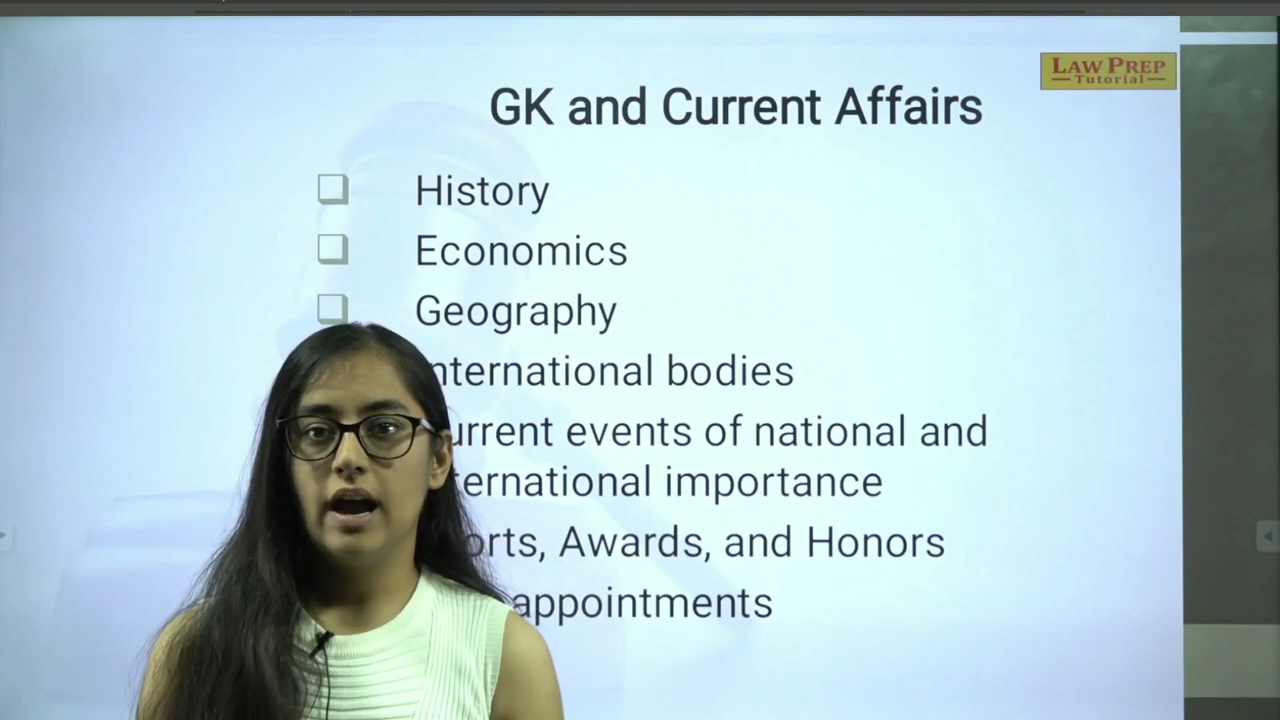 LAW PREP
Tutorial
GK and Current Affairs
History
Economics
Geography
nternational bodies
urrent events of national and
ternational importance
orts, Awards, and Honors
appointments